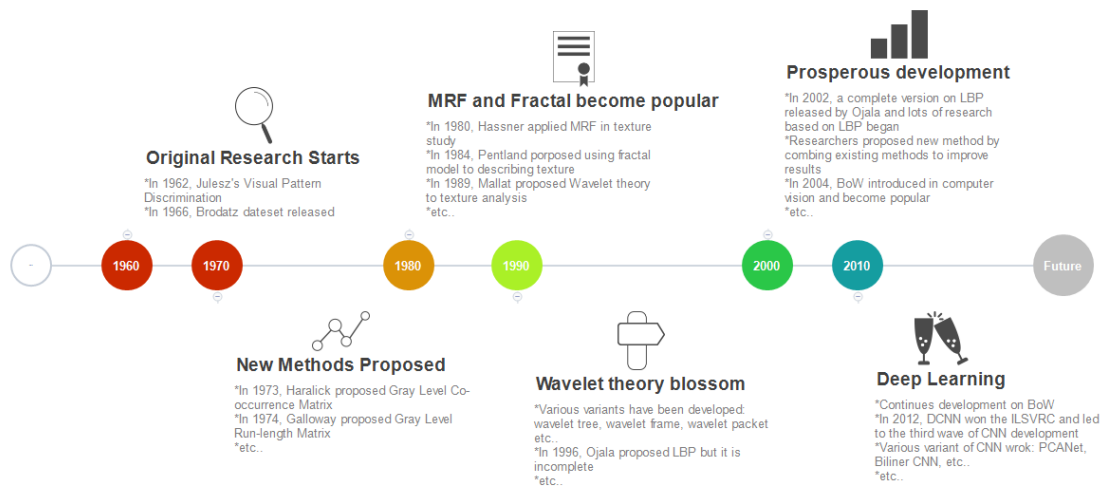 Original Research Starts
*In 1962, Julesz's Visual Pattern
Discrimination
*In 1966, Brodatz dateset released
MRF and Fractal become popular
*In 1980, Hassner applied MRF in texture
study
*In 1984, Pentland porposed using fractal
model to describing texture
*In 1989, Mallat proposed Wavelet theory
to texture analysis
*etc..
Prosperous development
*In 2002, a complete version on LBP
released by Ojala and lots of research
based on LBP began
*Researchers proposed new method by
combing existing methods to improve
results
*In 2004, BoW introduced in computer
vision and become popular
*etc..
-
1960
1970
1980
1990
2000
2010
Future
New Methods Proposed
*In 1973, Haralick proposed Gray Level Co-
occurrence Matrix
*In 1974, Galloway proposed Gray Level
Run-length Matrix
*etc..
Wavelet theory blossom
*Various variants have been developed:
wavelet tree, wavelet frame, wavelet packet
etc..
*In 1996, Ojala proposed LBP but it is
incomplete
*etc..
Deep Learning
*Continues development on BoW
*In 2012, DCNN won the ILSVRC and led
to the third wave of CNN development
*Various variant of CNN wrok: PCANet,
Biliner CNN, etc..
*etc..